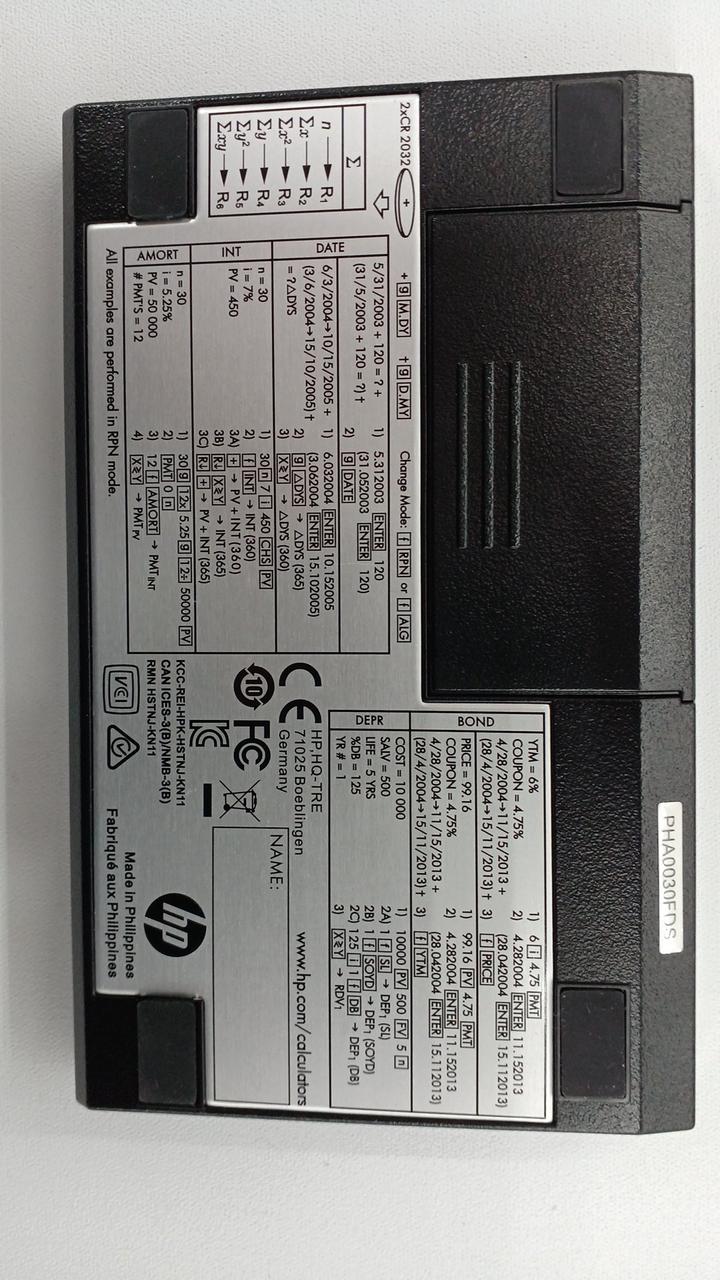 PHA0030FDS
2xCR 2032
+
Σ
n → R₁
Σx → R₂
Σx² → R₃
Σy → R₄
Σy² → R₅
Σxy → R₆
+ g M.DY † g D.MY Change Mode: f RPN or f ALG
DATE
5/31/2003 + 120 = ? + 1) 5.312003 ENTER 120
(31/5/2003 + 120 = ?) † (31.052003 ENTER 120)
2) g DATE
6/3/2004→10/15/2005 + 1) 6.032004 ENTER 10.152005
(3/6/2004→15/10/2005) † (3.062004 ENTER 15.102005)
= ?ΔDYS 2) g ΔDYS → ΔDYS (365)
3) X≷Y → ΔDYS (360)
INT
n = 30 1) 30 n 7 i 450 CHS PV
i = 7% 2) f INT → INT (360)
PV = 450 3A) + → PV + INT (360)
3B) R↓ X≷Y → INT (365)
3C) R↓ + → PV + INT (365)
AMORT
n = 30 1) 30 g 12x 5.25 g 12÷ 50000 PV
i = 5.25% 2) PMT 0 n
PV = 50 000 3) 12 f AMORT → PMT INT
# PMT'S = 12 4) X≷Y → PMT PV
All examples are performed in RPN mode.
BOND
YTM = 6% 1) 6 i 4.75 PMT
COUPON = 4.75% 2) 4.282004 ENTER 11.152013
4/28/2004→11/15/2013 + (28.042004 ENTER 15.112013)
(28/4/2004→15/11/2013) † 3) f PRICE
PRICE = 99.16 1) 99.16 PV 4.75 PMT
COUPON = 4.75% 2) 4.282004 ENTER 11.152013
4/28/2004→11/15/2013 + (28.042004 ENTER 15.112013)
(28/4/2004→15/11/2013) † 3) f YTM
DEPR
COST = 10 000 1) 10000 PV 500 FV 5 n
SALV = 500 2A) 1 f SL → DEP₁ (SL)
LIFE = 5 YRS 2B) 1 f SOYD → DEP₁ (SOYD)
%DB = 125 2C) 125 i 1 f DB → DEP₁ (DB)
YR # = 1 3) X≷Y → RDV₁
CE
HP, HQ-TRE
71025 Boeblingen
Germany
www.hp.com/calculators
10
FC
NAME:
KCC-REI-HPK-HSTNJ-KN11
CAN ICES-3(B)/NMB-3(B)
RMN HSTNJ-KN11
VCI
hp
Made in Philippines
Fabriqué aux Philippines